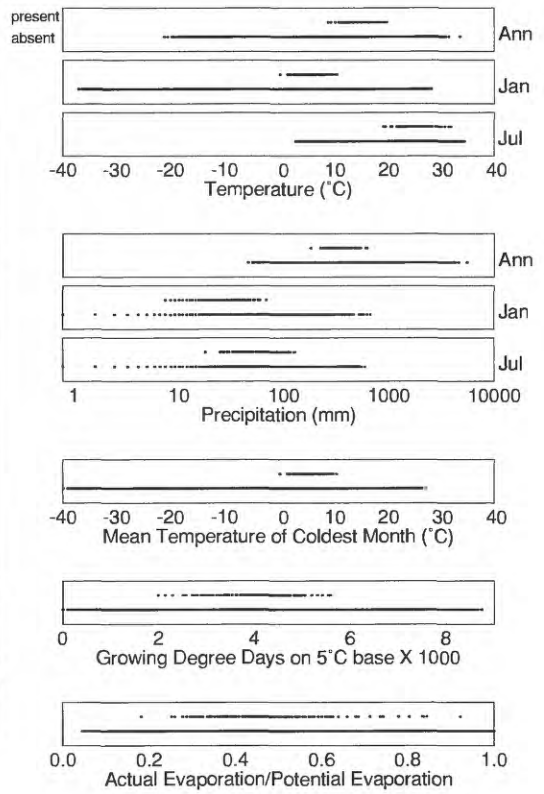 present
absent
Ann
Jan
Jul
-40 -30 -20 -10 0 10 20 30 40
Temperature (˚C)
Ann
Jan
Jul
1 10 100 1000 10000
Precipitation (mm)
-40 -30 -20 -10 0 10 20 30 40
Mean Temperature of Coldest Month (˚C)
0 2 4 6 8
Growing Degree Days on 5˚C base X 1000
0.0 0.2 0.4 0.6 0.8 1.0
Actual Evaporation/Potential Evaporation